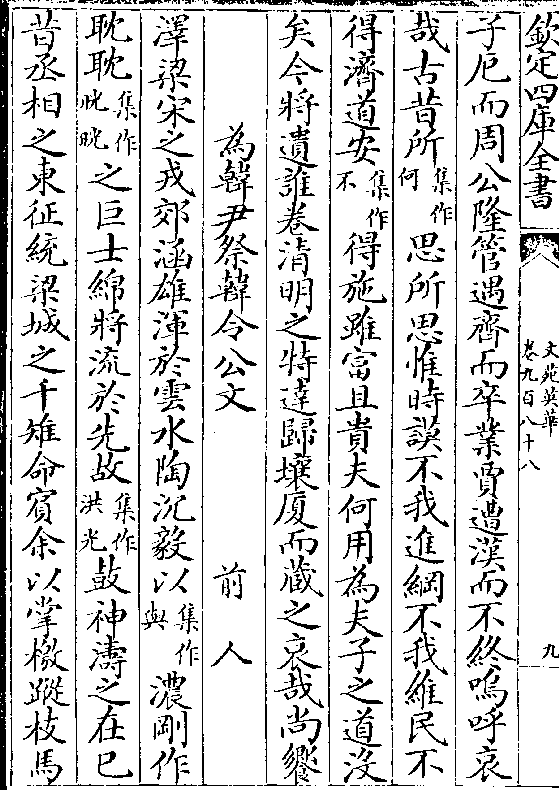 欽定四庫全書
文苑英華
卷九百八十八
九
子厄而周公隆管遇齊而卒業賈遭漢而不終嗚呼哀
哉古昔所集作何思所思惟時謨不我進綱不我維民不
得濟道安集作不得施雖富且貴夫何用為夫子之道沒
矣今將遺誰卷清明之特達歸壤厦而藏之哀哉尚饗
為韓尹祭韓令公文 前人
澤梁宋之戎郊涵雄渾於雲水陶沉毅以集作與濃剛作
耽耽集作晄晄之巨士綿將流於先故集作洪光鼓神濤之在巳
昔丞相之東征統梁城之千雉命賓余以掌檄蹤枝馬